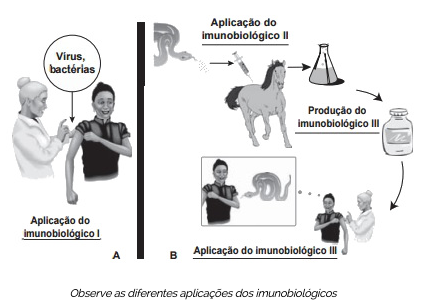 Vírus,
bactérias
Aplicação do
imunobiológico I
A
Aplicação do
imunobiológico II
Produção do
imunobiológico III
B
Aplicação do imunobiológico III
Observe as diferentes aplicações dos imunobiológicos